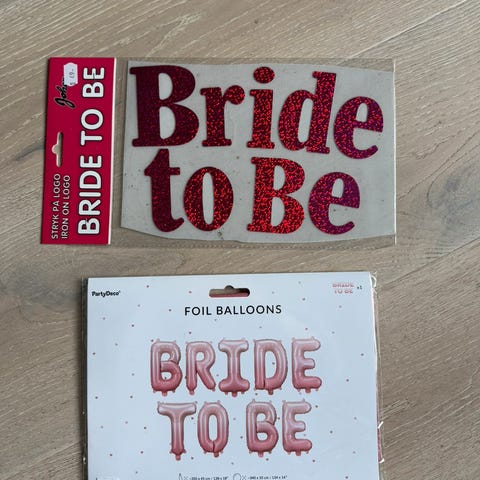 STRYK PÅ LOGO
IRON ON LOGO
BRIDE TO BE
Bride
to Be
PartyDeco
BRIDE
TO BE
x1
FOIL BALLOONS
BRIDE
TO BE